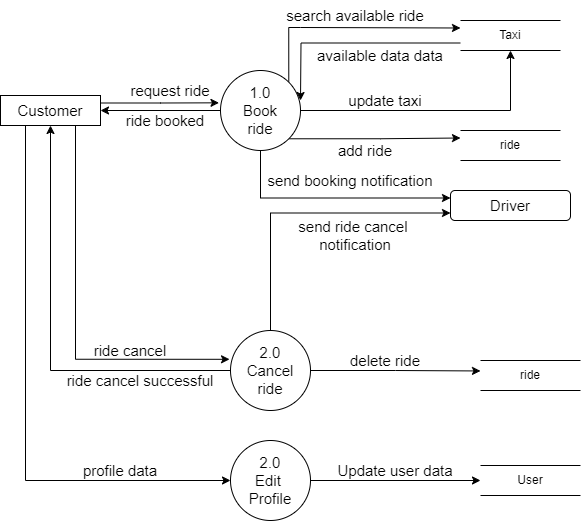 search available ride
Taxi
available data data
request ride
1.0
Book
ride
update taxi
Customer
ride booked
add ride
ride
send booking notification
Driver
send ride cancel
notification
ride cancel
2.0
Cancel
ride
delete ride
ride
ride cancel successful
profile data
2.0
Edit
Profile
Update user data
User